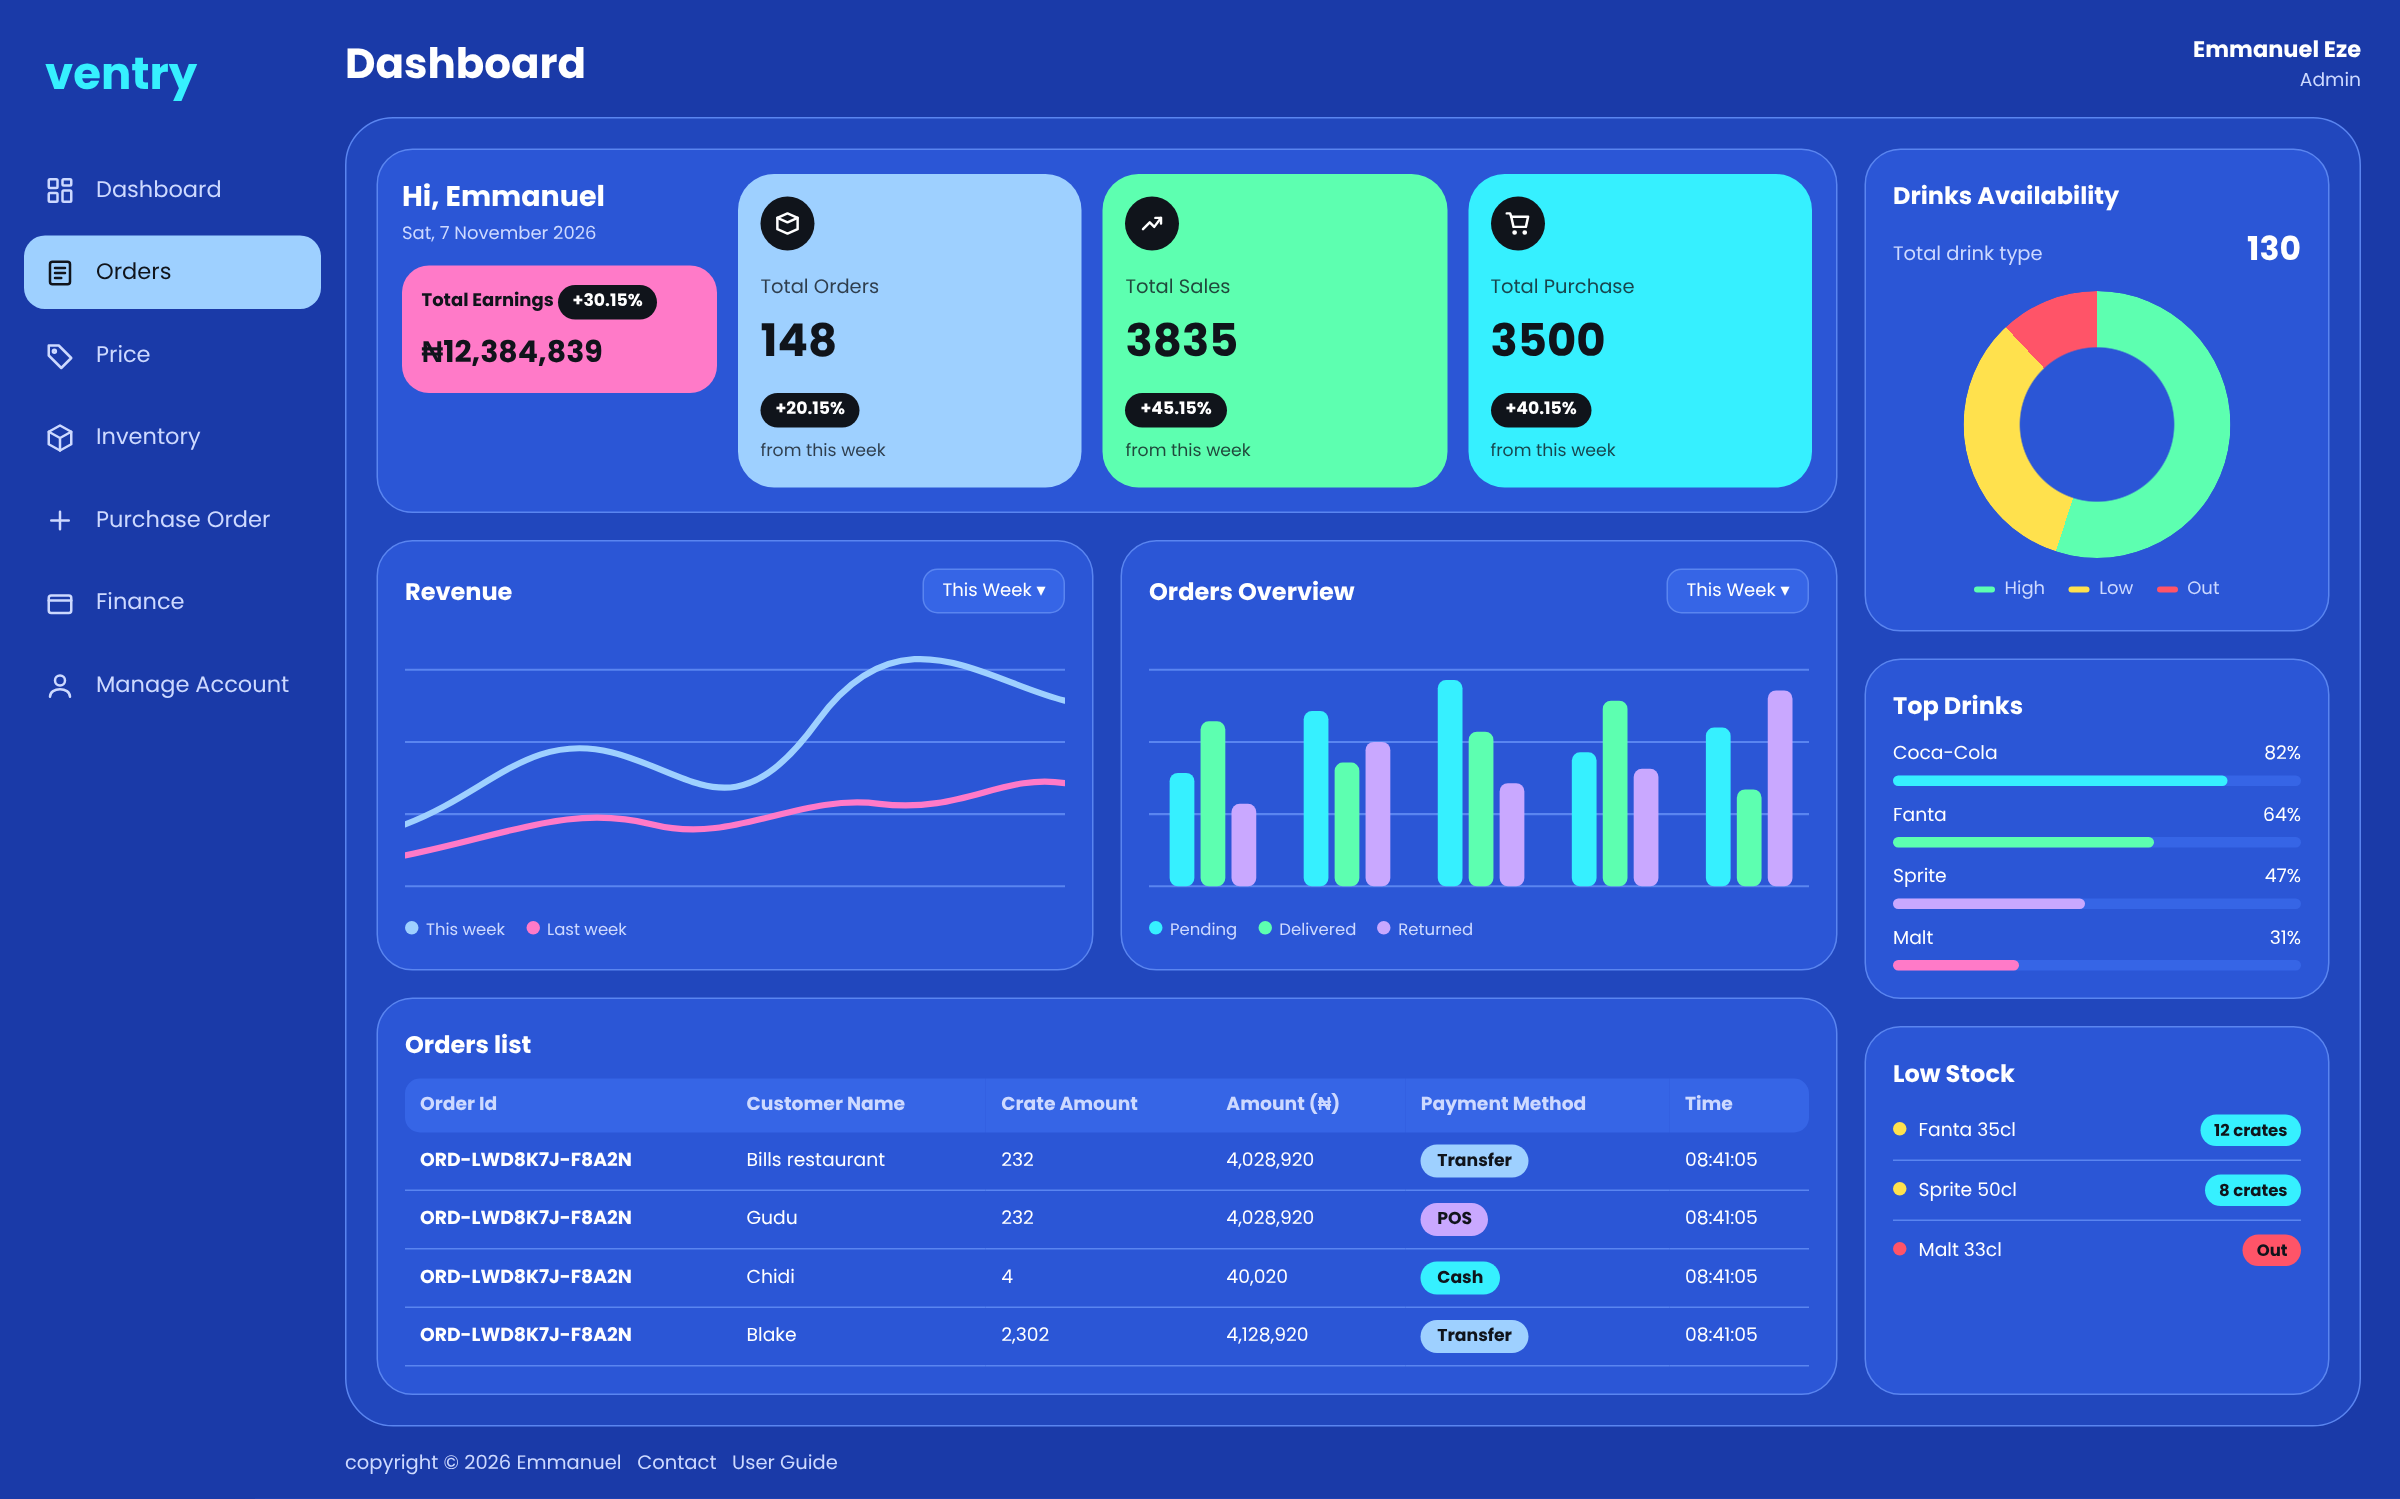 ventry
Dashboard
Orders
Price
Inventory
Purchase Order
Finance
Manage Account
Dashboard
Emmanuel Eze
Admin
Hi, Emmanuel
Sat, 7 November 2026
Total Earnings +30.15%
₦12,384,839
Total Orders
148
+20.15%
from this week
Total Sales
3835
+45.15%
from this week
Total Purchase
3500
+40.15%
from this week
Revenue
This Week ▾
This week Last week
Orders Overview
This Week ▾
Pending Delivered Returned
Orders list
Order Id Customer Name Crate Amount Amount (₦) Payment Method Time
ORD-LWD8K7J-F8A2N Bills restaurant 232 4,028,920 Transfer 08:41:05
ORD-LWD8K7J-F8A2N Gudu 232 4,028,920 POS 08:41:05
ORD-LWD8K7J-F8A2N Chidi 4 40,020 Cash 08:41:05
ORD-LWD8K7J-F8A2N Blake 2,302 4,128,920 Transfer 08:41:05
Drinks Availability
Total drink type 130
High Low Out
Top Drinks
Coca-Cola 82%
Fanta 64%
Sprite 47%
Malt 31%
Low Stock
Fanta 35cl 12 crates
Sprite 50cl 8 crates
Malt 33cl Out
copyright © 2026 Emmanuel Contact User Guide